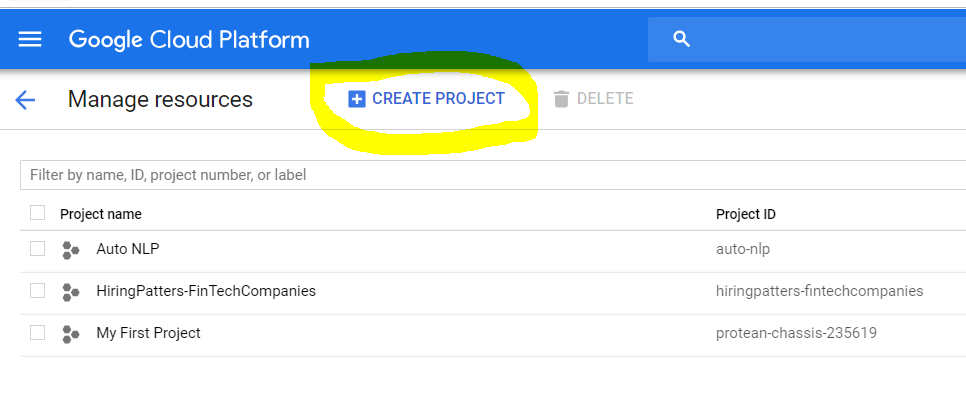 Google Cloud Platform
Manage resources CREATE PROJECT DELETE
Filter by name, ID, project number, or label
Project name Project ID
Auto NLP auto-nlp
HiringPatters-FinTechCompanies hiringpatters-fintechcompanies
My First Project protean-chassis-235619